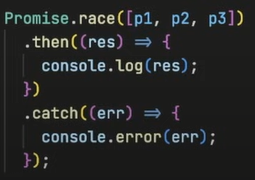 Promise.race([p1, p2, p3])
  .then((res) => {
    console.log(res);
  })
  .catch((err) => {
    console.error(err);
  });